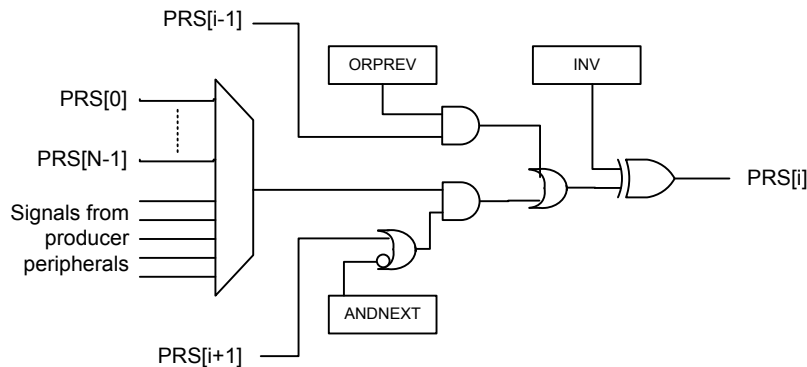 PRS[i-1]
ORPREV
INV
PRS[0]
PRS[N-1]
PRS[i]
Signals from
producer
peripherals
ANDNEXT
PRS[i+1]